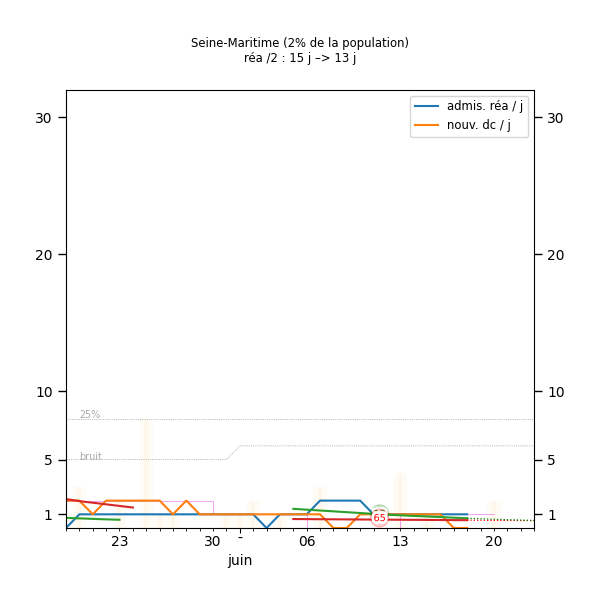 Seine-Maritime (2% de la population)
réa /2 : 15 j –> 13 j
admis. réa / j
nouv. dc / j
30 30
20 20
10 10
25%
5 5
bruit
1 1
65
23 30 - 06 13 20
juin